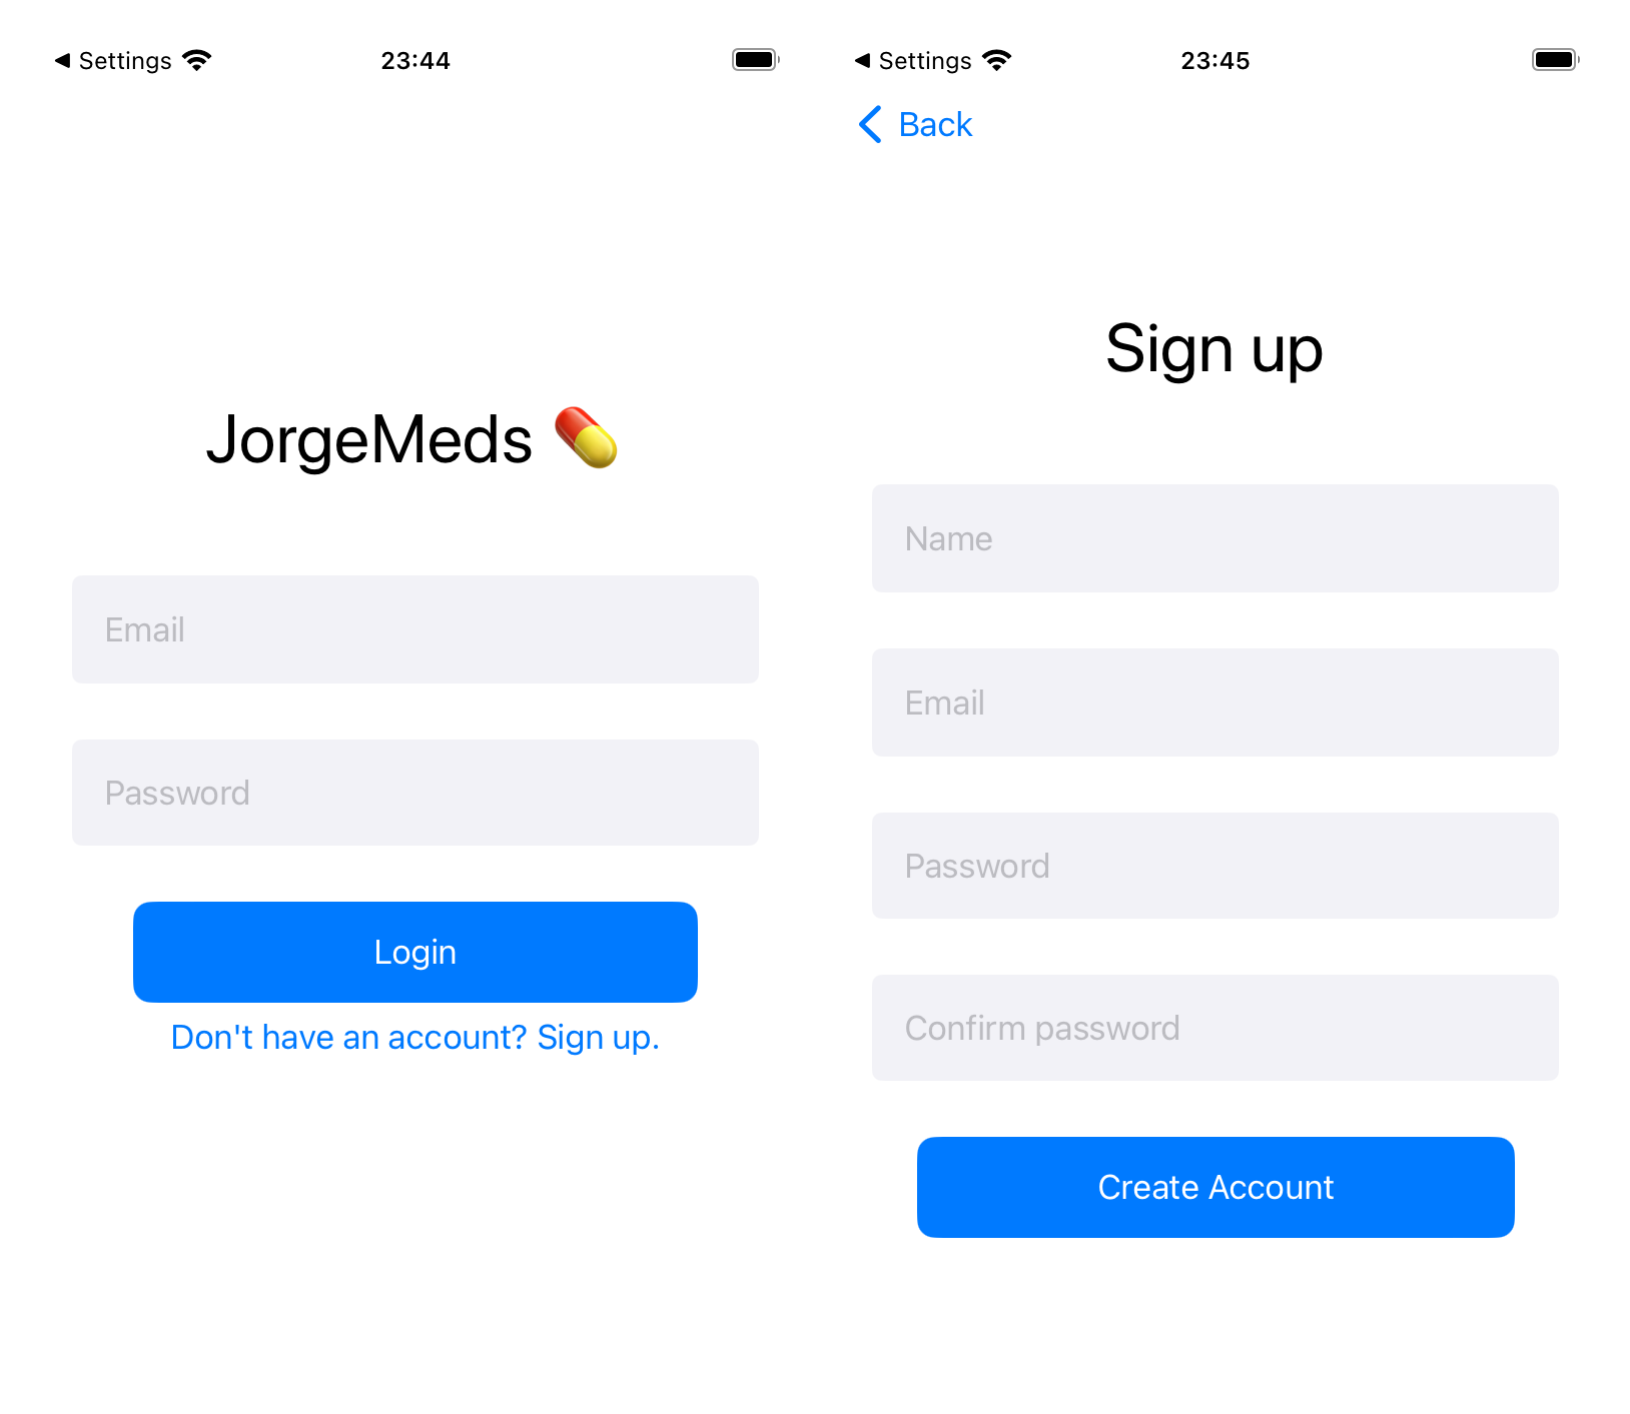 Settings 23:44
JorgeMeds
Email
Password
Login
Don't have an account? Sign up.
Settings 23:45
Back
Sign up
Name
Email
Password
Confirm password
Create Account